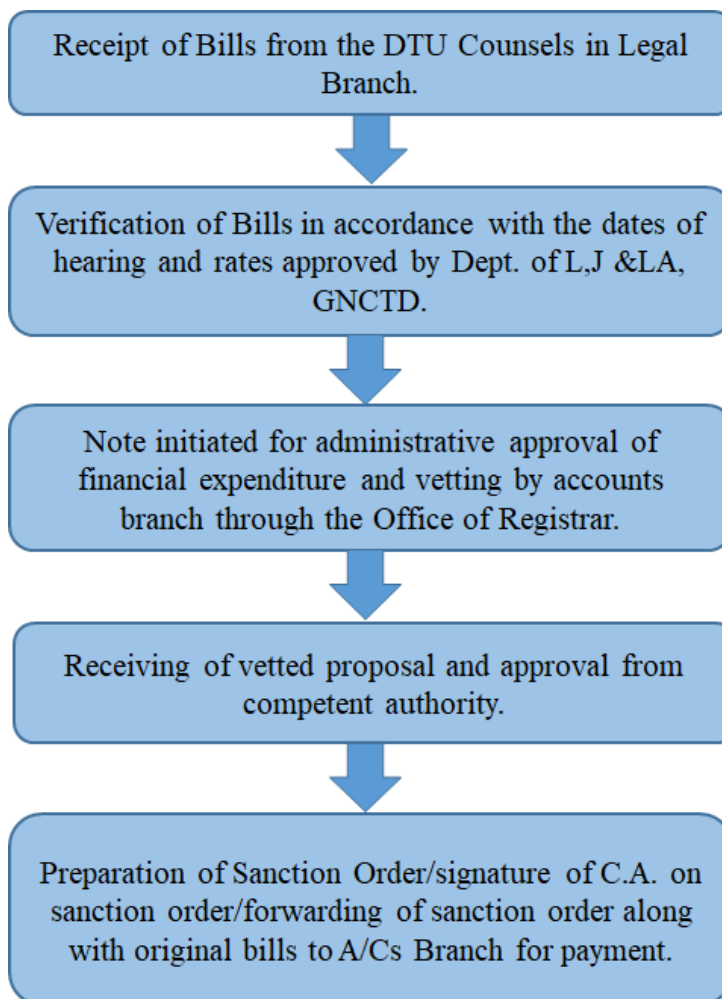 Receipt of Bills from the DTU Counsels in Legal
Branch.
Verification of Bills in accordance with the dates of
hearing and rates approved by Dept. of L,J &LA,
GNCTD.
Note initiated for administrative approval of
financial expenditure and vetting by accounts
branch through the Office of Registrar.
Receiving of vetted proposal and approval from
competent authority.
Preparation of Sanction Order/signature of C.A. on
sanction order/forwarding of sanction order along
with original bills to A/Cs Branch for payment.